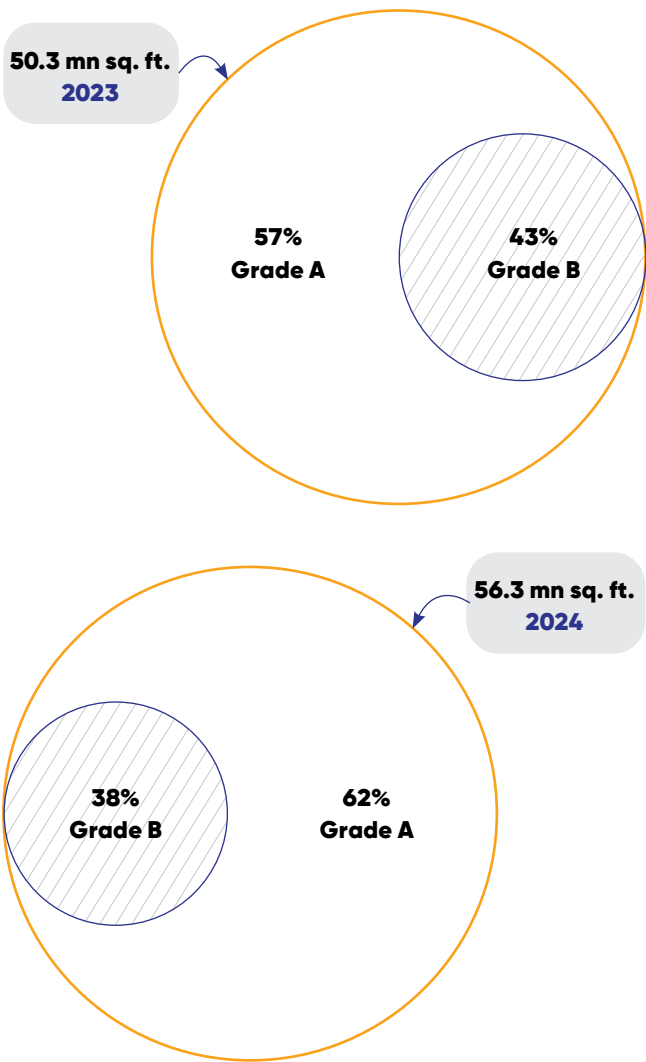 50.3 mn sq. ft.
2023
57%
Grade A
43%
Grade B
56.3 mn sq. ft.
2024
38%
Grade B
62%
Grade A